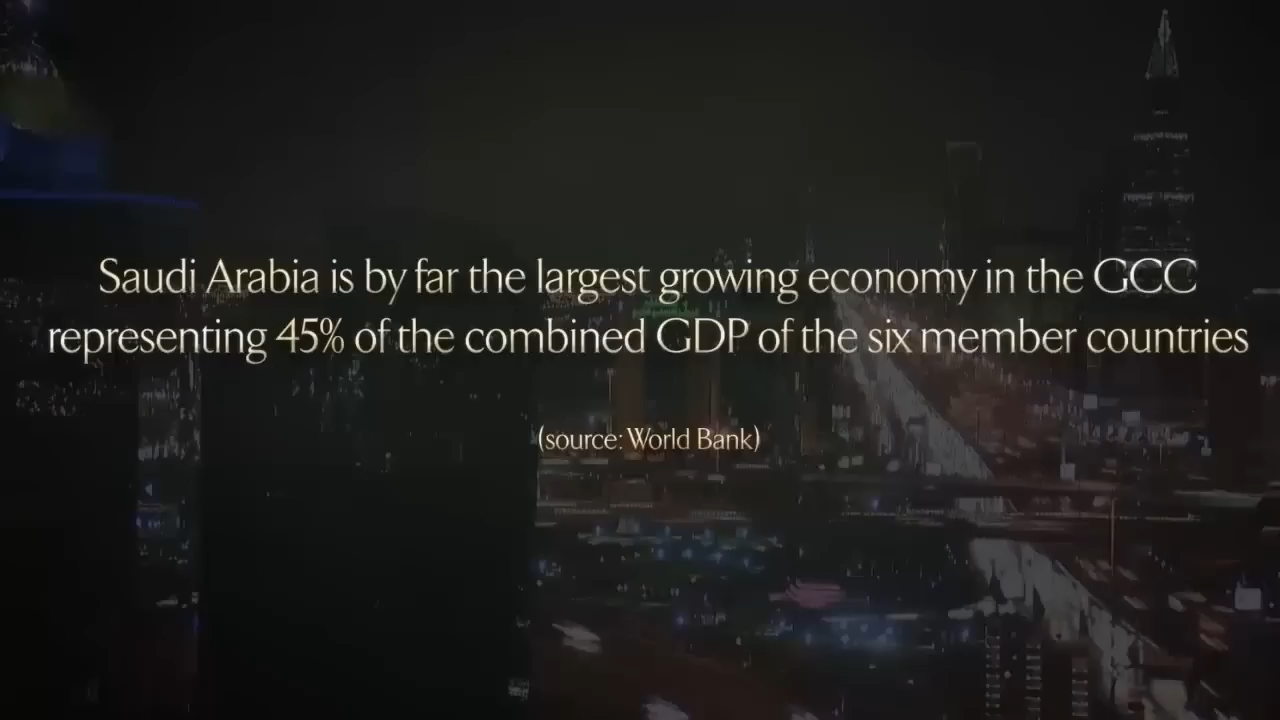 Saudi Arabia is by far the largest growing economy in the GCC
representing 45% of the combined GDP of the six member countries
(source: World Bank)